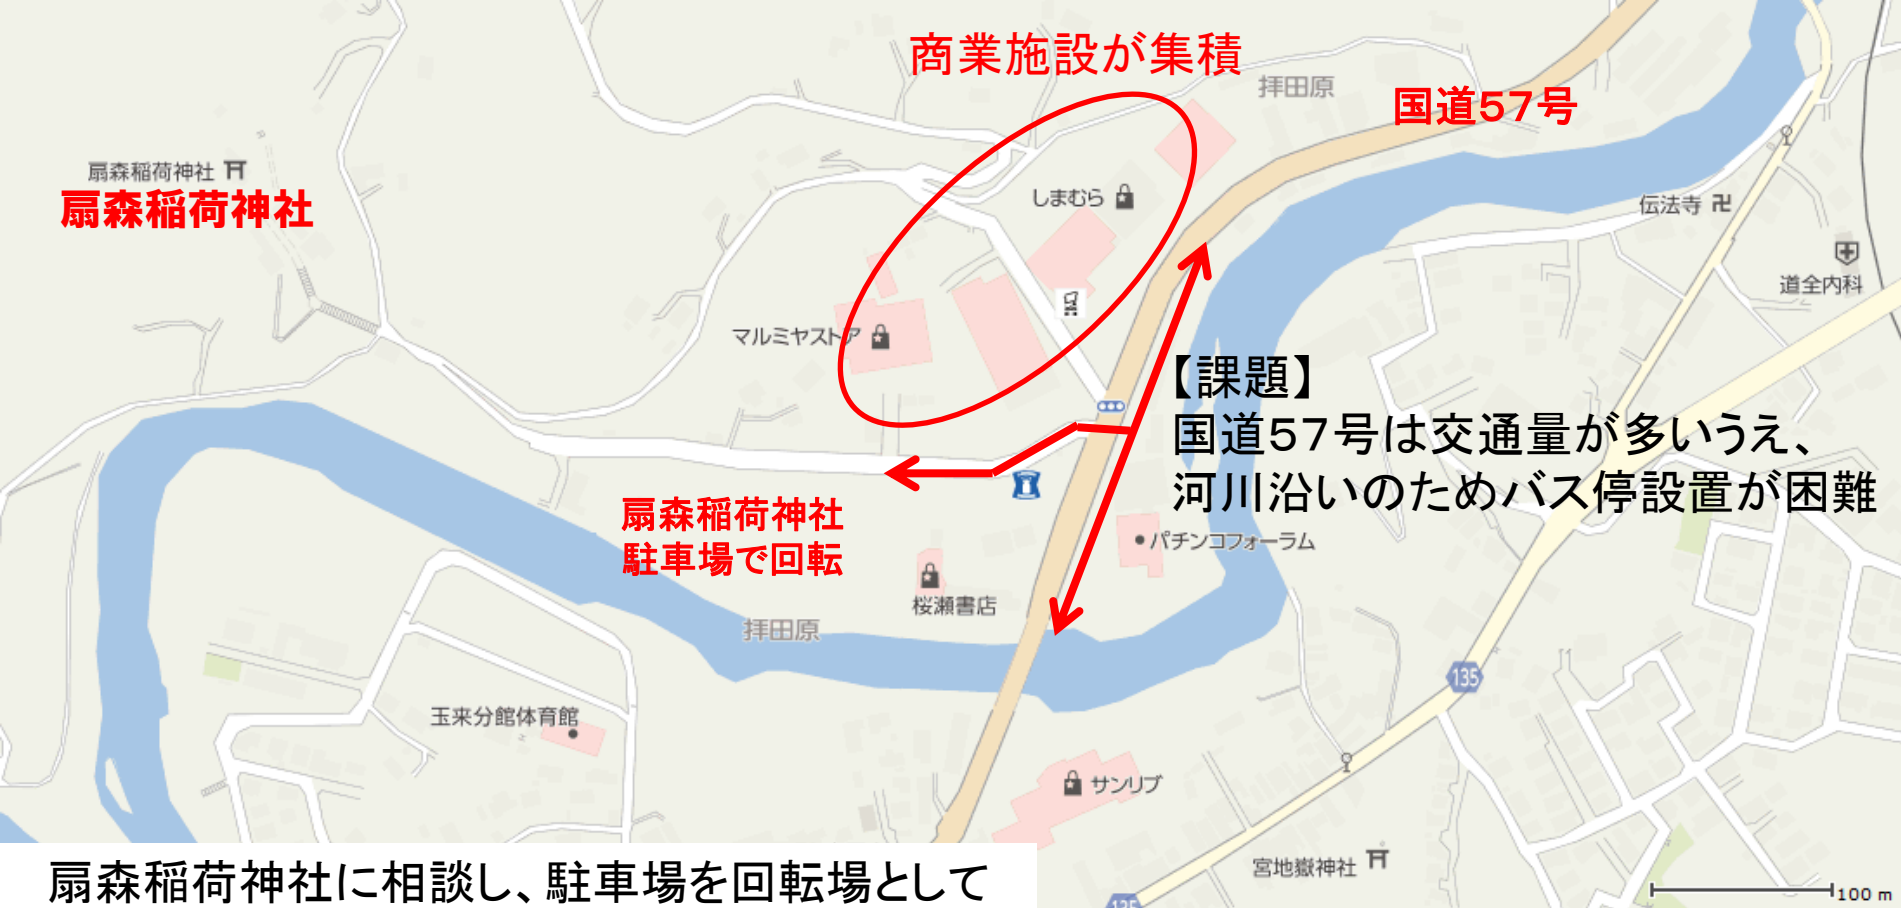 商業施設が集積
拝田原
国道57号
扇森稲荷神社
扇森稲荷神社
しまむら
伝法寺
道全内科
マルミヤストア
【課題】
国道57号は交通量が多いうえ、
河川沿いのためバス停設置が困難
扇森稲荷神社
駐車場で回転
パチンコフォーラム
桜瀬書店
拝田原
135
玉来分館体育館
サンリブ
宮地嶽神社
扇森稲荷神社に相談し、駐車場を回転場として
135
100 m